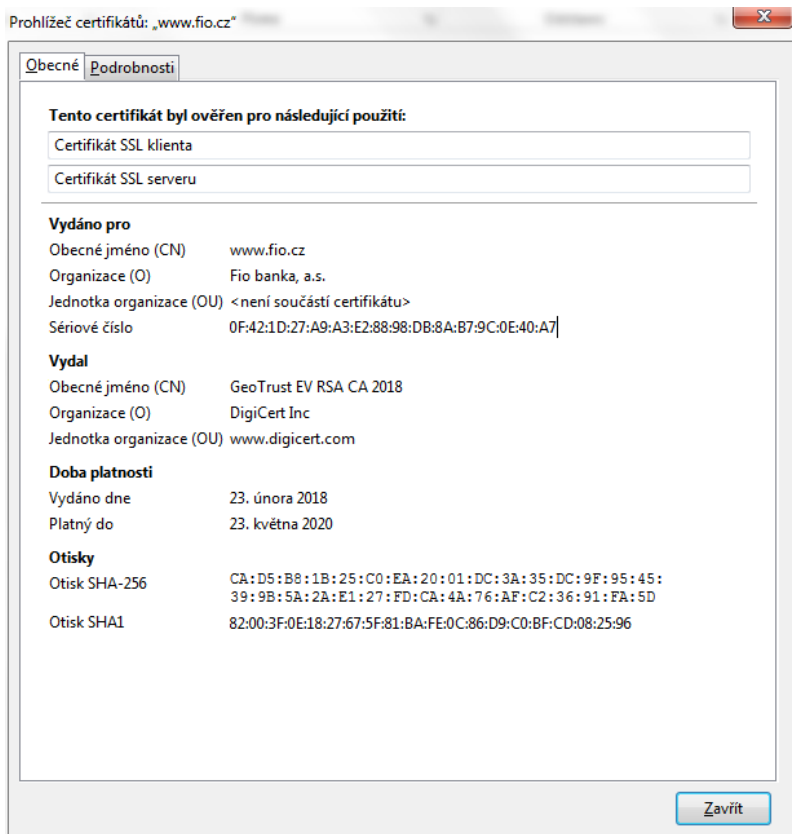 Prohlížeč certifikátů: „www.fio.cz“
Obecné Podrobnosti
Tento certifikát byl ověřen pro následující použití:
Certifikát SSL klienta
Certifikát SSL serveru
Vydáno pro
Obecné jméno (CN) www.fio.cz
Organizace (O) Fio banka, a.s.
Jednotka organizace (OU) <není součástí certifikátu>
Sériové číslo 0F:42:1D:27:A9:A3:E2:88:98:DB:8A:B7:9C:0E:40:A7
Vydal
Obecné jméno (CN) GeoTrust EV RSA CA 2018
Organizace (O) DigiCert Inc
Jednotka organizace (OU) www.digicert.com
Doba platnosti
Vydáno dne 23. února 2018
Platný do 23. května 2020
Otisky
Otisk SHA-256 CA:D5:B8:1B:25:C0:EA:20:01:DC:3A:35:DC:9F:95:45:
39:9B:5A:2A:E1:27:FD:CA:4A:76:AF:C2:36:91:FA:5D
Otisk SHA1 82:00:3F:0E:18:27:67:5F:81:BA:FE:0C:86:D9:C0:BF:CD:08:25:96
Zavřít